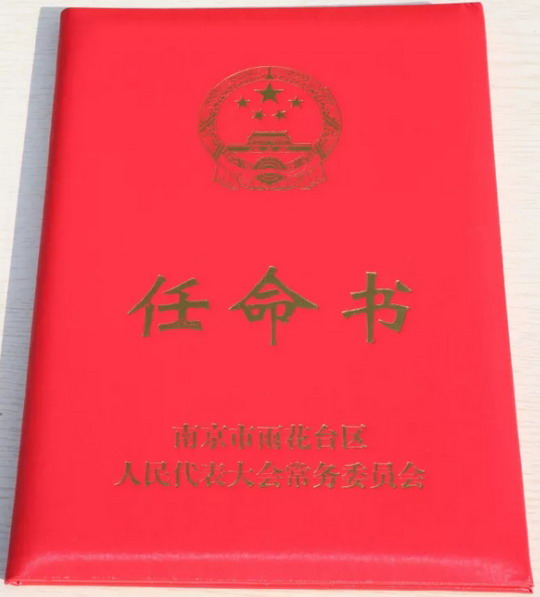 任命书
南京市雨花台区
人民代表大会常务委员会